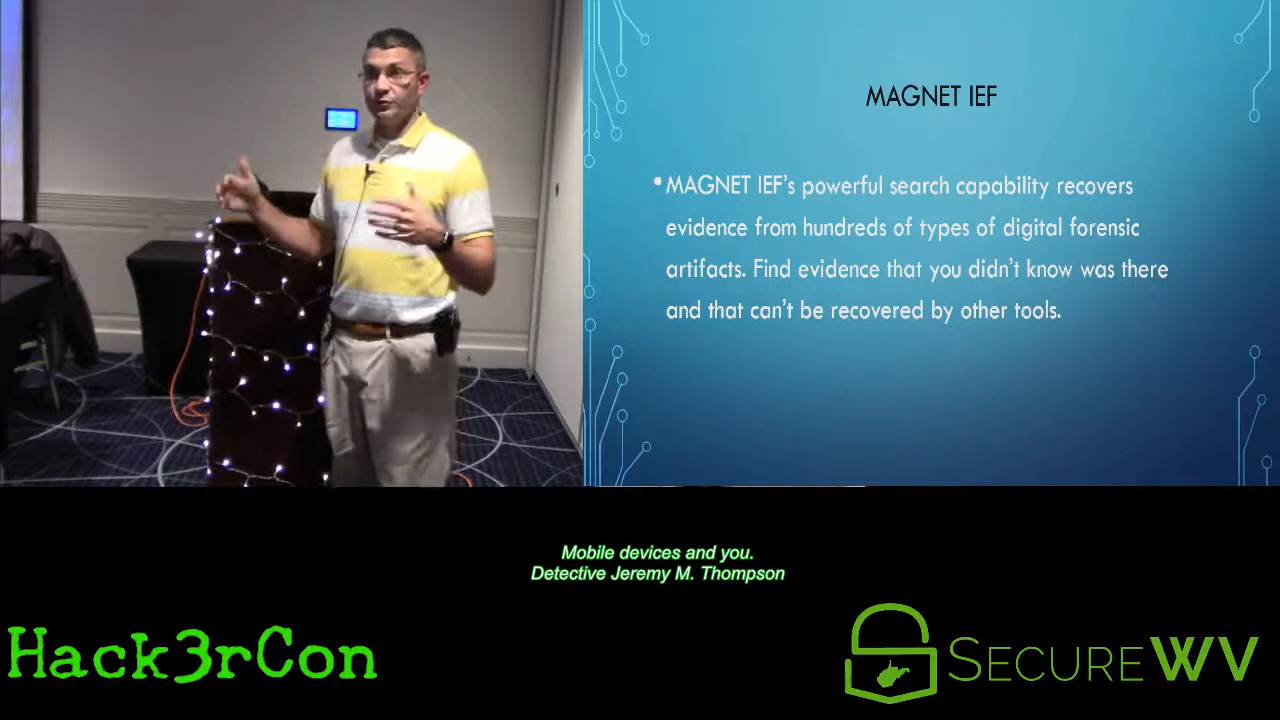 MAGNET IEF
• MAGNET IEF's powerful search capability recovers
evidence from hundreds of types of digital forensic
artifacts. Find evidence that you didn't know was there
and that can't be recovered by other tools.
Mobile devices and you.
Detective Jeremy M. Thompson
Hack3rCon
SECUREWV